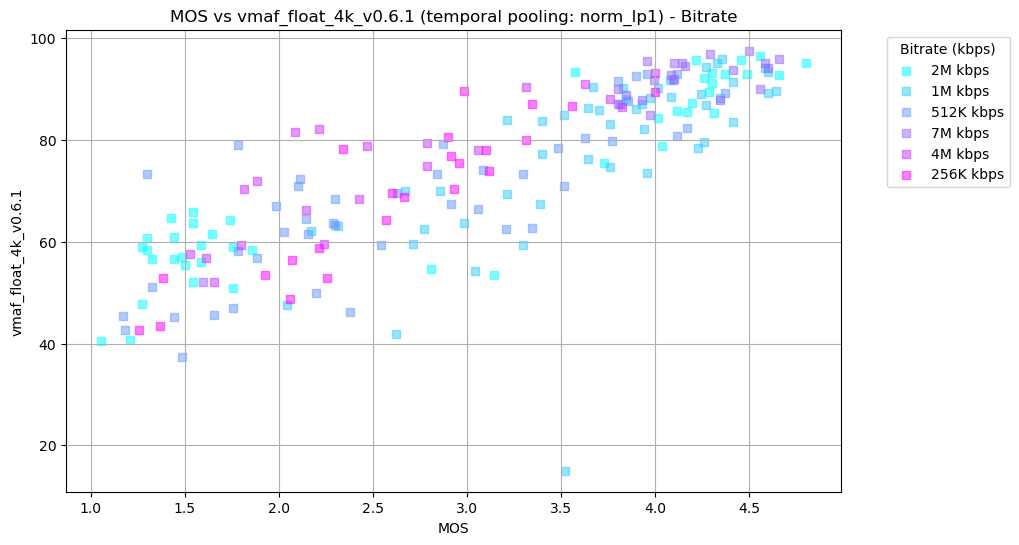 MOS vs vmaf_float_4k_v0.6.1 (temporal pooling: norm_lp1) - Bitrate
100
80
60
40
20
vmaf_float_4k_v0.6.1
1.0 1.5 2.0 2.5 3.0 3.5 4.0 4.5
MOS
Bitrate (kbps)
2M kbps
1M kbps
512K kbps
7M kbps
4M kbps
256K kbps